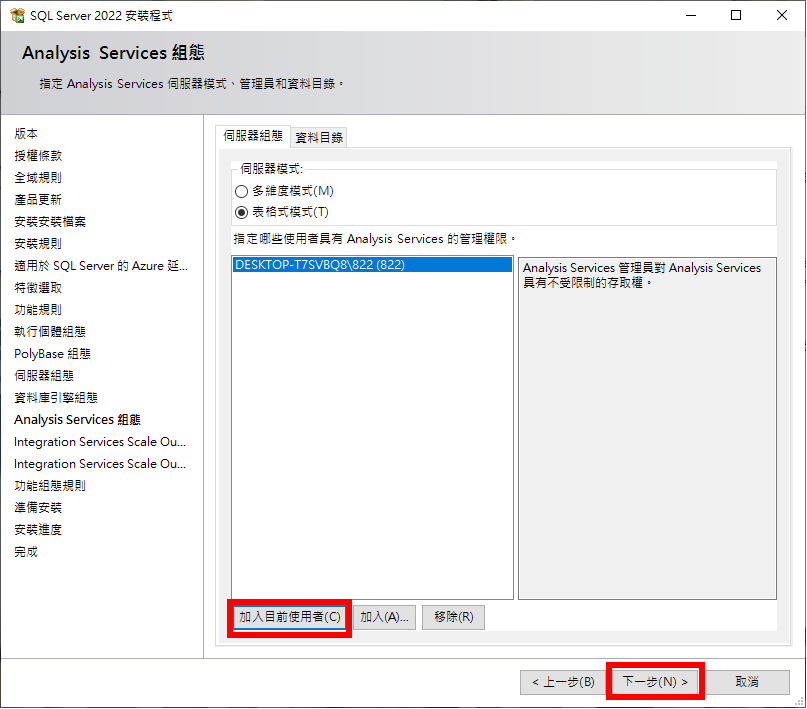 SQL Server 2022 安裝程式
Analysis Services 組態
指定 Analysis Services 伺服器模式、管理員和資料目錄。
版本
授權條款
全域規則
產品更新
安裝安裝檔案
安裝規則
適用於 SQL Server 的 Azure 延...
特徵選取
功能規則
執行個體組態
PolyBase 組態
伺服器組態
資料庫引擎組態
Analysis Services 組態
Integration Services Scale Ou...
Integration Services Scale Ou...
功能組態規則
準備安裝
安裝進度
完成
伺服器組態
資料目錄
伺服器模式:
多維度模式(M)
表格式模式(T)
指定哪些使用者具有 Analysis Services 的管理權限。
DESKTOP-T7SVBQ8\822 (822)
Analysis Services 管理員對 Analysis Services
具有不受限制的存取權。
加入目前使用者(C)
加入(A)...
移除(R)
< 上一步(B)
下一步(N) >
取消